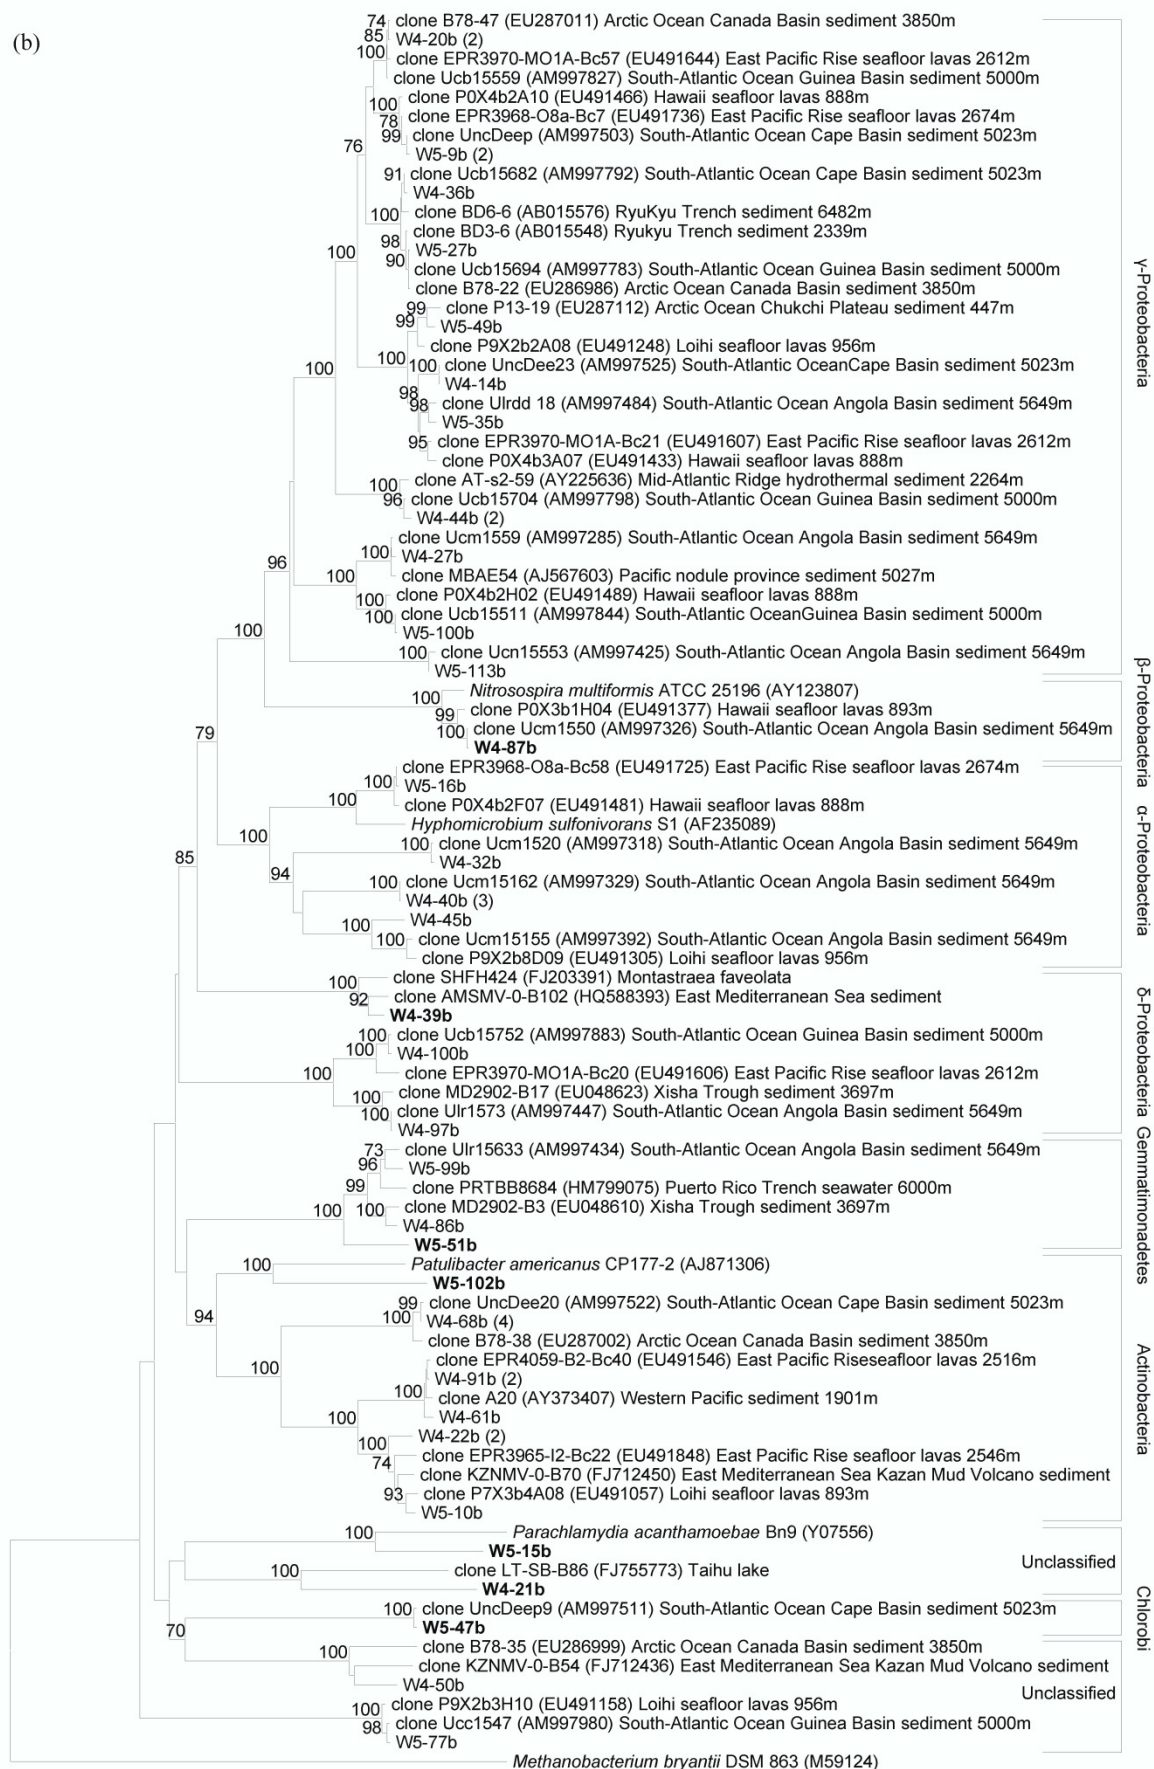 (b)
74 clone B78-47 (EU287011) Arctic Ocean Canada Basin sediment 3850m
85 W4-20b (2)
100 clone EPR3970-MO1A-Bc57 (EU491644) East Pacific Rise seafloor lavas 2612m
clone Ucb15559 (AM997827) South-Atlantic Ocean Guinea Basin sediment 5000m
100 clone P0X4b2A10 (EU491466) Hawaii seafloor lavas 888m
78 clone EPR3968-O8a-Bc7 (EU491736) East Pacific Rise seafloor lavas 2674m
99 clone UncDeep (AM997503) South-Atlantic Ocean Cape Basin sediment 5023m
76 W5-9b (2)
91 clone Ucb15682 (AM997792) South-Atlantic Ocean Cape Basin sediment 5023m
W4-36b
100 clone BD6-6 (AB015576) RyuKyu Trench sediment 6482m
clone BD3-6 (AB015548) Ryukyu Trench sediment 2339m
100 98 W5-27b
90 clone Ucb15694 (AM997783) South-Atlantic Ocean Guinea Basin sediment 5000m
clone B78-22 (EU286986) Arctic Ocean Canada Basin sediment 3850m
99 clone P13-19 (EU287112) Arctic Ocean Chukchi Plateau sediment 447m
99 W5-49b
clone P9X2b2A08 (EU491248) Loihi seafloor lavas 956m
100 100 100 clone UncDee23 (AM997525) South-Atlantic OceanCape Basin sediment 5023m
W4-14b
98 98 clone Ulrdd 18 (AM997484) South-Atlantic Ocean Angola Basin sediment 5649m
W5-35b
95 clone EPR3970-MO1A-Bc21 (EU491607) East Pacific Rise seafloor lavas 2612m
clone P0X4b3A07 (EU491433) Hawaii seafloor lavas 888m
100 clone AT-s2-59 (AY225636) Mid-Atlantic Ridge hydrothermal sediment 2264m
96 clone Ucb15704 (AM997798) South-Atlantic Ocean Guinea Basin sediment 5000m
W4-44b (2)
clone Ucm1559 (AM997285) South-Atlantic Ocean Angola Basin sediment 5649m
96 100 W4-27b
100 clone MBAE54 (AJ567603) Pacific nodule province sediment 5027m
100 clone P0X4b2H02 (EU491489) Hawaii seafloor lavas 888m
100 clone Ucb15511 (AM997844) South-Atlantic OceanGuinea Basin sediment 5000m
100 W5-100b
100 clone Ucn15553 (AM997425) South-Atlantic Ocean Angola Basin sediment 5649m
W5-113b
γ-Proteobacteria
100 Nitrosospira multiformis ATCC 25196 (AY123807)
99 clone P0X3b1H04 (EU491377) Hawaii seafloor lavas 893m
79 100 clone Ucm1550 (AM997326) South-Atlantic Ocean Angola Basin sediment 5649m
W4-87b
β-Proteobacteria
clone EPR3968-O8a-Bc58 (EU491725) East Pacific Rise seafloor lavas 2674m
100 W5-16b
100 clone P0X4b2F07 (EU491481) Hawaii seafloor lavas 888m
Hyphomicrobium sulfonivorans S1 (AF235089)
100 100 clone Ucm1520 (AM997318) South-Atlantic Ocean Angola Basin sediment 5649m
85 W4-32b
94 100 clone Ucm15162 (AM997329) South-Atlantic Ocean Angola Basin sediment 5649m
W4-40b (3)
100 W4-45b
100 clone Ucm15155 (AM997392) South-Atlantic Ocean Angola Basin sediment 5649m
clone P9X2b8D09 (EU491305) Loihi seafloor lavas 956m
α-Proteobacteria
100 clone SHFH424 (FJ203391) Montastraea faveolata
92 clone AMSMV-0-B102 (HQ588393) East Mediterranean Sea sediment
W4-39b
100 clone Ucb15752 (AM997883) South-Atlantic Ocean Guinea Basin sediment 5000m
100 W4-100b
100 clone EPR3970-MO1A-Bc20 (EU491606) East Pacific Rise seafloor lavas 2612m
100 clone MD2902-B17 (EU048623) Xisha Trough sediment 3697m
100 clone Ulr1573 (AM997447) South-Atlantic Ocean Angola Basin sediment 5649m
W4-97b
δ-Proteobacteria
73 clone Ulr15633 (AM997434) South-Atlantic Ocean Angola Basin sediment 5649m
96 W5-99b
99 clone PRTBB8684 (HM799075) Puerto Rico Trench seawater 6000m
100 100 clone MD2902-B3 (EU048610) Xisha Trough sediment 3697m
W4-86b
W5-51b
Gemmatimonadetes
100 Patulibacter americanus CP177-2 (AJ871306)
W5-102b
99 clone UncDee20 (AM997522) South-Atlantic Ocean Cape Basin sediment 5023m
94 100 W4-68b (4)
clone B78-38 (EU287002) Arctic Ocean Canada Basin sediment 3850m
100 clone EPR4059-B2-Bc40 (EU491546) East Pacific Riseseafloor lavas 2516m
W4-91b (2)
100 clone A20 (AY373407) Western Pacific sediment 1901m
100 W4-61b
100 W4-22b (2)
74 clone EPR3965-I2-Bc22 (EU491848) East Pacific Rise seafloor lavas 2546m
clone KZNMV-0-B70 (FJ712450) East Mediterranean Sea Kazan Mud Volcano sediment
93 clone P7X3b4A08 (EU491057) Loihi seafloor lavas 893m
W5-10b
Actinobacteria
100 Parachlamydia acanthamoebae Bn9 (Y07556)
W5-15b
100 clone LT-SB-B86 (FJ755773) Taihu lake
W4-21b
Unclassified
100 clone UncDeep9 (AM997511) South-Atlantic Ocean Cape Basin sediment 5023m
70 W5-47b
Chlorobi
100 clone B78-35 (EU286999) Arctic Ocean Canada Basin sediment 3850m
clone KZNMV-0-B54 (FJ712436) East Mediterranean Sea Kazan Mud Volcano sediment
W4-50b
Unclassified
100 clone P9X2b3H10 (EU491158) Loihi seafloor lavas 956m
98 clone Ucc1547 (AM997980) South-Atlantic Ocean Guinea Basin sediment 5000m
W5-77b
Methanobacterium bryantii DSM 863 (M59124)